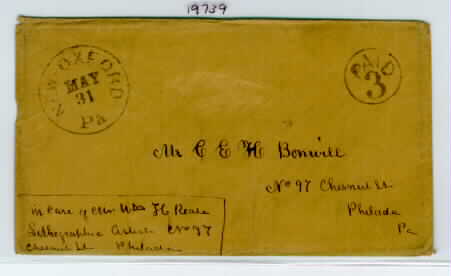 19739
NEW OXFORD
MAY
31
Pa
PAID
3
Mr C E H Bonwill
No 97 Chesnut St.
Philada
Pa
In Care of Mr Wm H Rease
Lithographic Artist No 97
Chesnut St. Philada